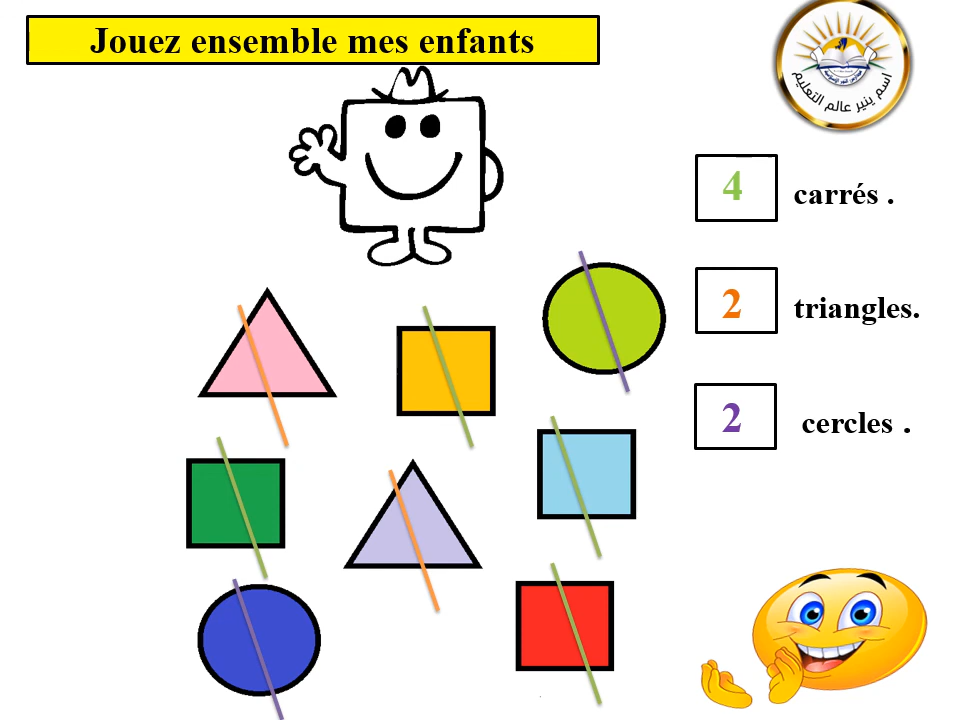 Jouez ensemble mes enfants
اسم ينير عالم التعليم
4 carrés .
2 triangles.
2 cercles .